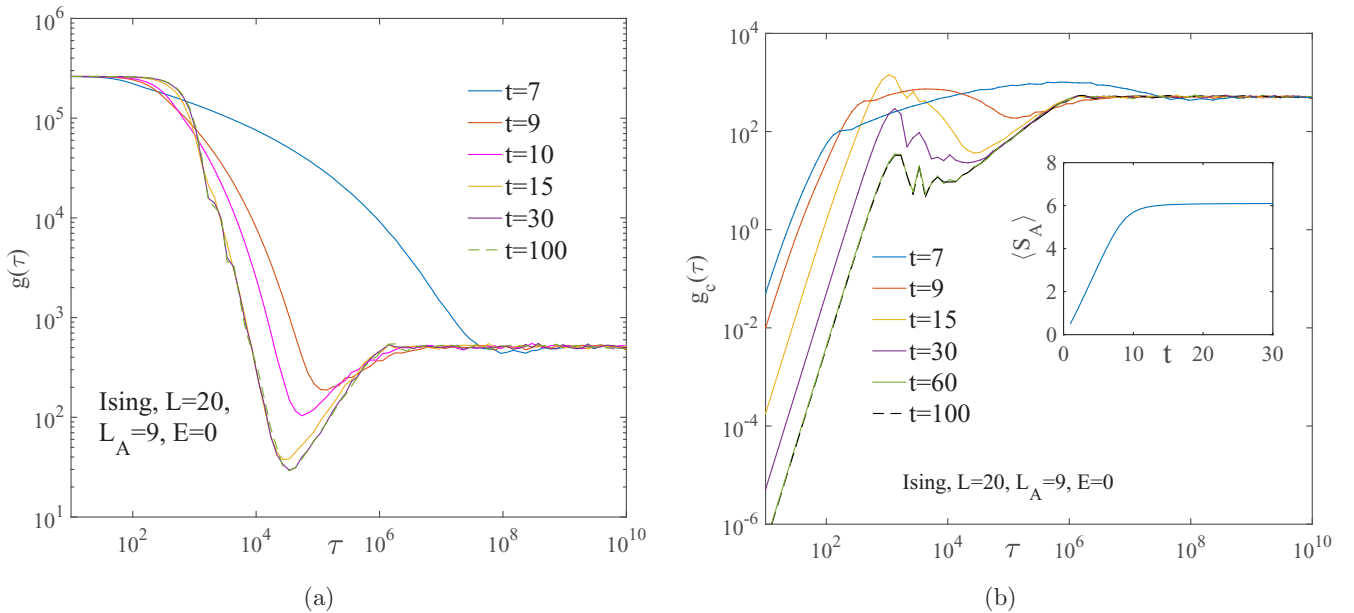 10^6
10^5
10^4
10^3
10^2
10^1
g(τ)
t=7
t=9
t=10
t=15
t=30
t=100
Ising, L=20,
L_A=9, E=0
10^2
10^4
τ
10^6
10^8
10^10
(a)
10^4
10^2
10^0
10^-2
10^-4
10^-6
g_c(τ)
t=7
t=9
t=15
t=30
t=60
t=100
8
6
4
2
0
⟨S_A⟩
0
10
t
20
30
Ising, L=20, L_A=9, E=0
10^2
10^4
τ
10^6
10^8
10^10
(b)